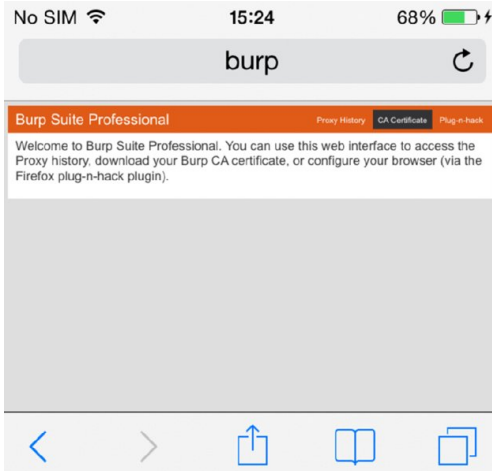 No SIM 15:24 68%
burp
Burp Suite Professional Proxy History CA Certificate Plug-n-hack
Welcome to Burp Suite Professional. You can use this web interface to access the
Proxy history, download your Burp CA certificate, or configure your browser (via the
Firefox plug-n-hack plugin).